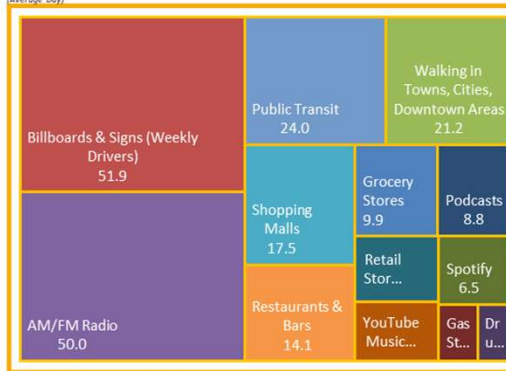 Average Day)
Billboards & Signs (Weekly
Drivers)
51.9
AM/FM Radio
50.0
Public Transit
24.0
Walking in
Towns, Cities,
Downtown Areas
21.2
Shopping
Malls
17.5
Restaurants &
Bars
14.1
Grocery
Stores
9.9
Podcasts
8.8
Retail
Stor...
Spotify
6.5
YouTube
Music...
Gas
St...
Dr
u...